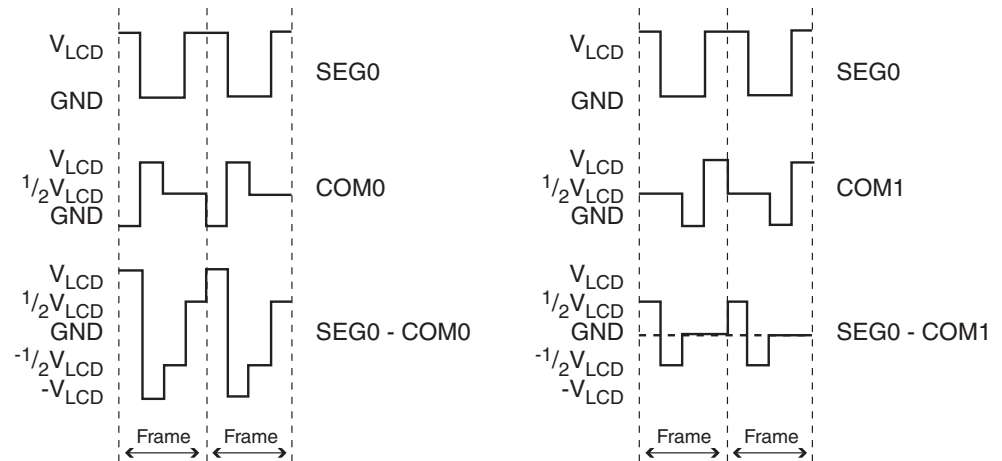 V_LCD
GND
SEG0
V_LCD
1/2V_LCD
GND
COM0
V_LCD
1/2V_LCD
GND
-1/2V_LCD
-V_LCD
SEG0 - COM0
Frame Frame
V_LCD
GND
SEG0
V_LCD
1/2V_LCD
GND
COM1
V_LCD
1/2V_LCD
GND
-1/2V_LCD
-V_LCD
SEG0 - COM1
Frame Frame